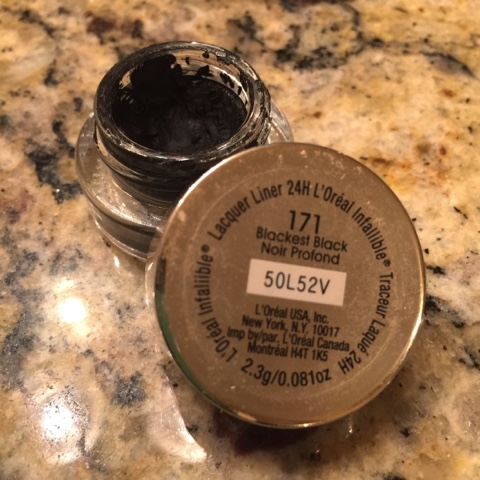 L'Oréal Infallible® Lacquer Liner 24H L'Oréal Infallible® Traceur Laqué 24H
171
Blackest Black
Noir Profond
50L52V
L'Oréal USA, Inc.
New York, N.Y. 10017
Imp by/par. L'Oréal Canada
Montréal H4T 1K5
2.3g/0.081oz